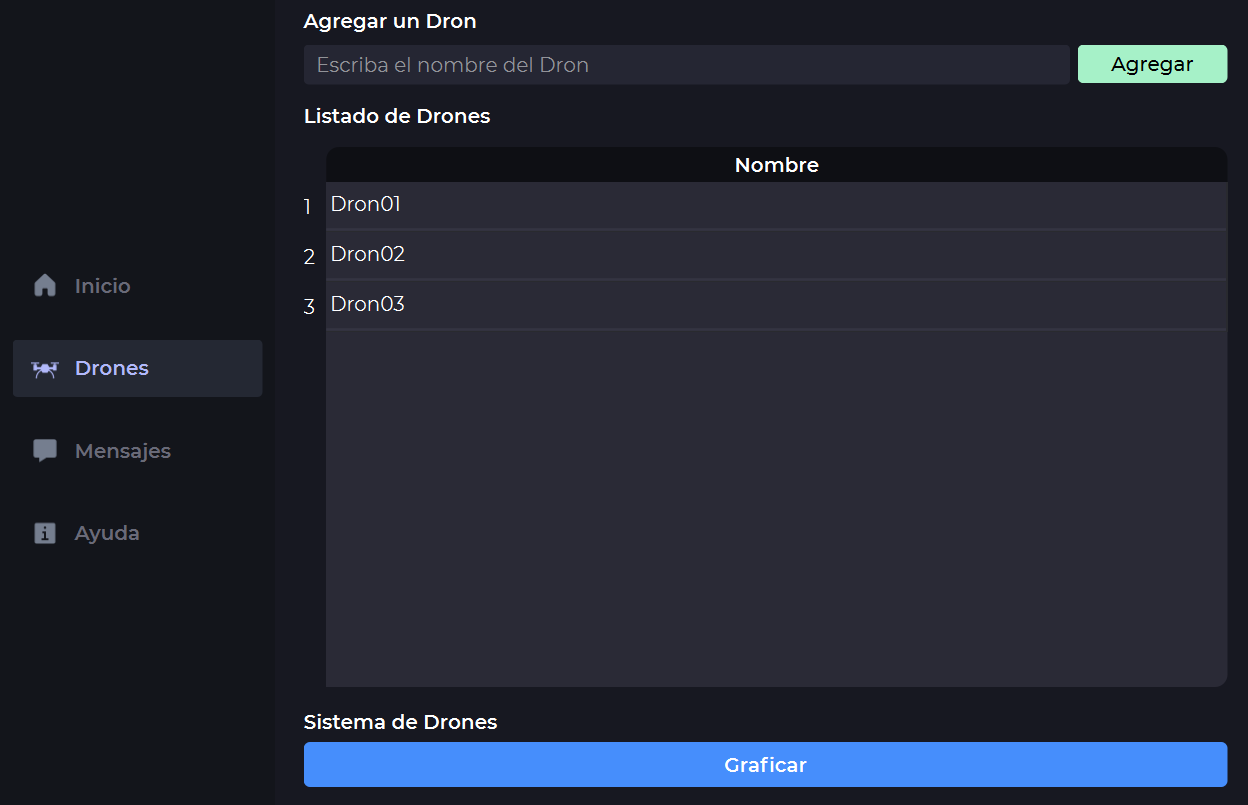 Inicio
Drones
Mensajes
Ayuda
Agregar un Dron
Escriba el nombre del Dron
Agregar
Listado de Drones
Nombre
1 Dron01
2 Dron02
3 Dron03
Sistema de Drones
Graficar